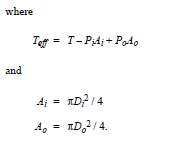 where
Teff = T − PiAi + PoAo
and
Ai = πDi² / 4
Ao = πDo² / 4.